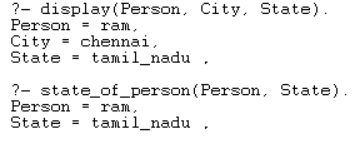 ?- display(Person, City, State).
Person = ram,
City = chennai,
State = tamil_nadu ,
?- state_of_person(Person, State).
Person = ram,
State = tamil_nadu ,